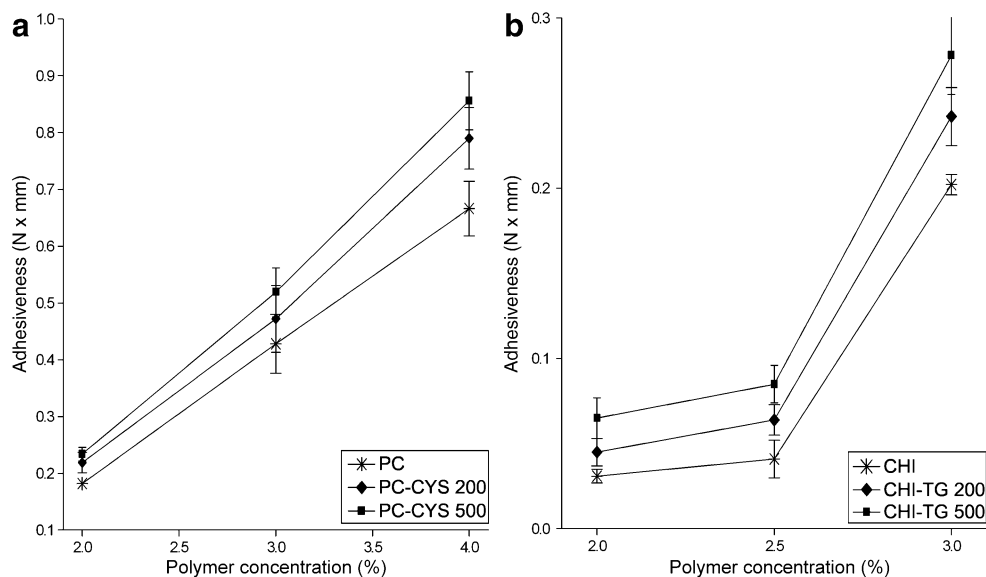 a
Adhesiveness (N x mm)
1.0
0.9
0.8
0.7
0.6
0.5
0.4
0.3
0.2
0.1
2.0 2.5 3.0 3.5 4.0
Polymer concentration (%)
PC
PC-CYS 200
PC-CYS 500
b
Adhesiveness (N x mm)
0.3
0.2
0.1
0.0
2.0 2.5 3.0
Polymer concentration (%)
CHI
CHI-TG 200
CHI-TG 500